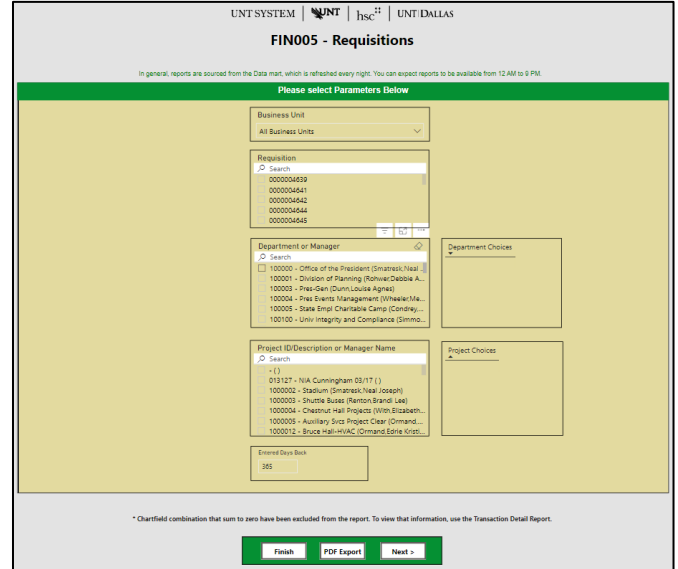 UNT SYSTEM | UNT | hsc | UNT DALLAS
FIN005 - Requisitions
In general, reports are sourced from the Data mart, which is refreshed every night. You can expect reports to be available from 12 AM to 9 PM.
Please select Parameters Below
Business Unit
All Business Units
Requisition
Search
0000004639
0000004641
0000004642
0000004644
0000004645
Department or Manager
Search
100000 - Office of the President (Smatresk,Neal ..
100001 - Division of Planning (Rohwer,Debbie A...
100003 - Pres-Gen (Dunn,Louise Agnes)
100004 - Pres Events Management (Wheeler,Me...
100005 - State Empl Charitable Camp (Condrey,...
100100 - Univ Integrity and Compliance (Simmo...
Department Choices
Project ID/Description or Manager Name
Search
- ( )
013127 - NIA Cunningham 03/17 ( )
1000002 - Stadium (Smatresk,Neal Joseph)
1000003 - Shuttle Buses (Renton,Brandi Lee)
1000004 - Chestnut Hall Projects (With,Elizabeth...
1000005 - Auxiliary Svcs Project Clear (Ormand,...
1000012 - Bruce Hall-HVAC (Ormand,Edrie Kristi...
Project Choices
Entered Days Back
365
* Chartfield combination that sum to zero have been excluded from the report. To view that information, use the Transaction Detail Report.
Finish
PDF Export
Next >